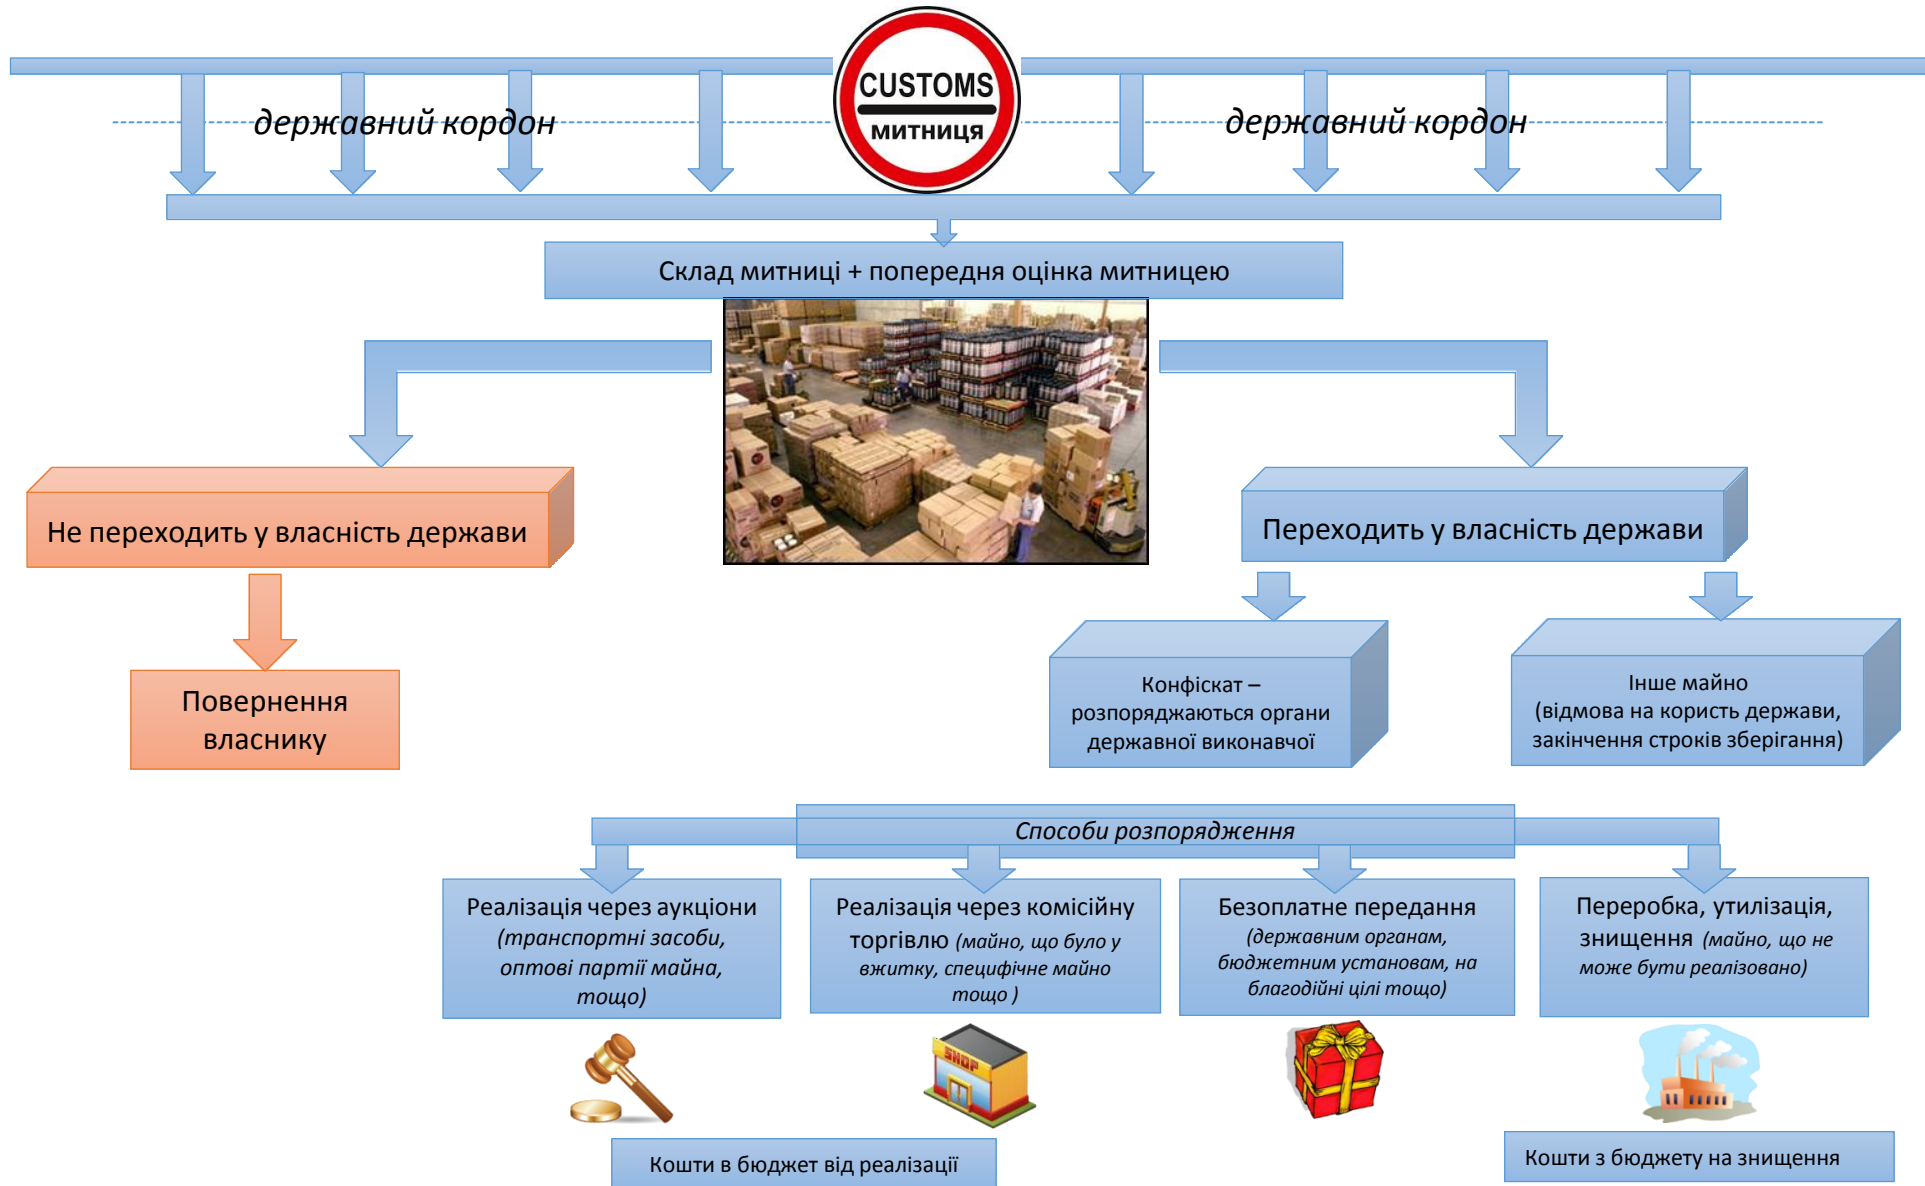 CUSTOMS
митниця
державний кордон
державний кордон
Склад митниці + попередня оцінка митницею
Не переходить у власність держави
Переходить у власність держави
Повернення
власнику
Конфіскат –
розпоряджаються органи
державної виконавчої
Інше майно
(відмова на користь держави,
закінчення строків зберігання)
Способи розпорядження
Реалізація через аукціони
(транспортні засоби,
оптові партії майна,
тощо)
Реалізація через комісійну
торгівлю (майно, що було у
вжитку, специфічне майно
тощо )
Безоплатне передання
(державним органам,
бюджетним установам, на
благодійні цілі тощо)
Переробка, утилізація,
знищення (майно, що не
може бути реалізовано)
SHOP
Кошти в бюджет від реалізації
Кошти з бюджету на знищення